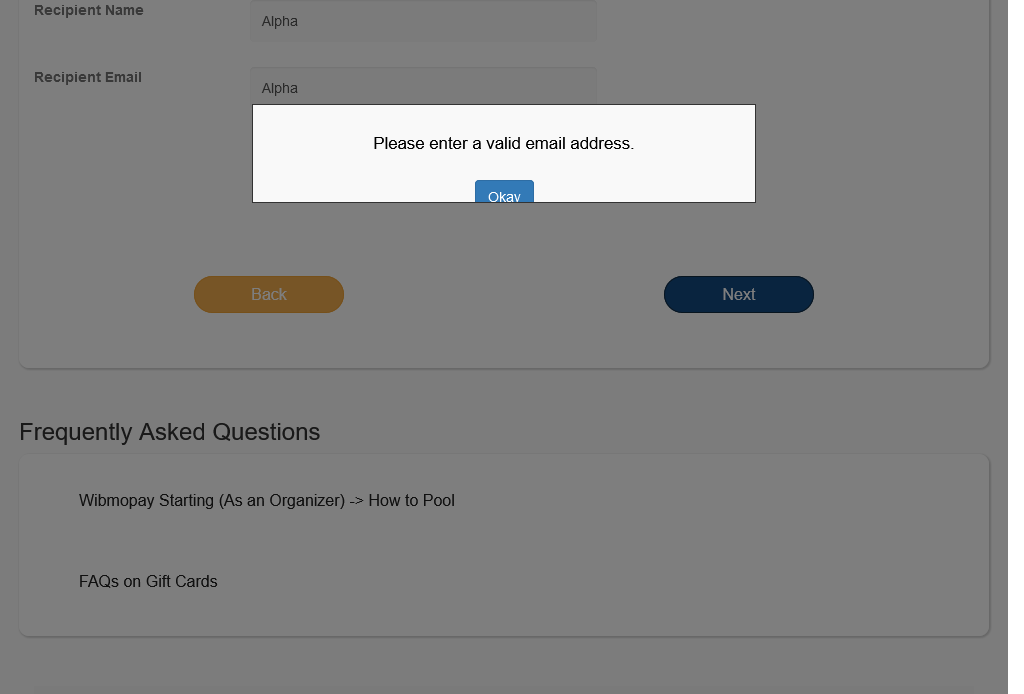 Recipient Name
Alpha
Recipient Email
Alpha
Please enter a valid email address.
Okay
Back
Next
Frequently Asked Questions
Wibmopay Starting (As an Organizer) -> How to Pool
FAQs on Gift Cards